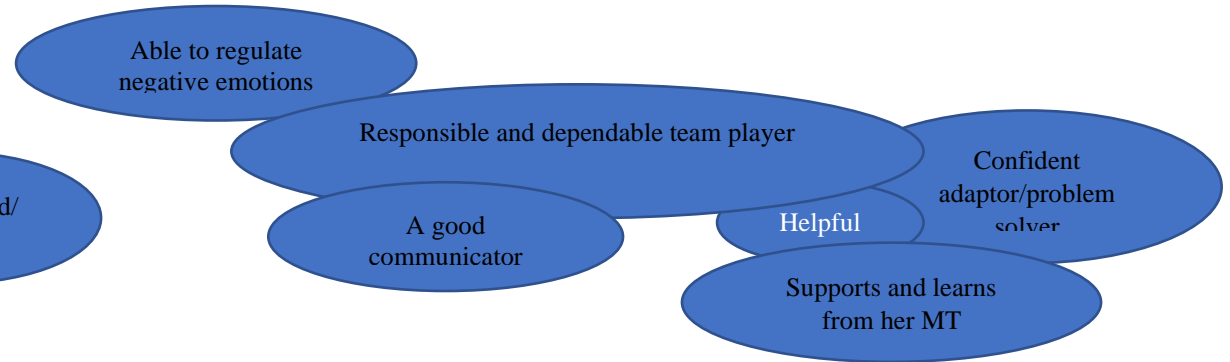 Able to regulate
negative emotions
Responsible and dependable team player
Confident
adaptor/problem
solver
d/
A good
communicator
Helpful
Supports and learns
from her MT